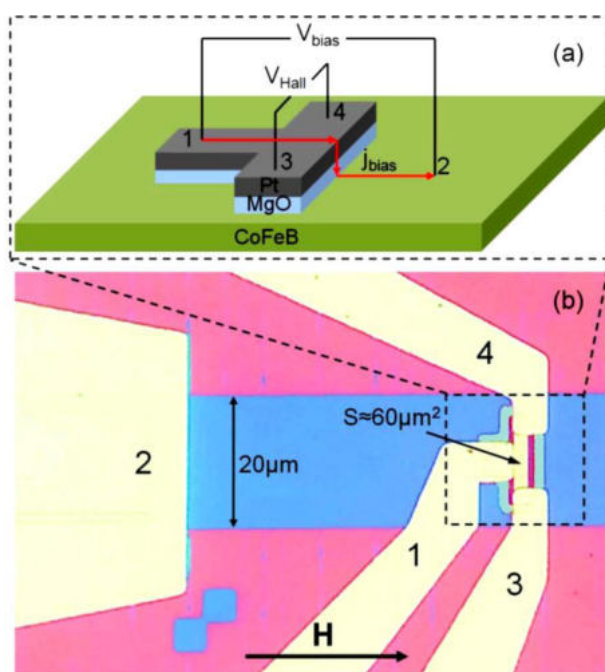 (a)
V_bias
V_Hall
4
1
3
j_bias
2
Pt
MgO
CoFeB
(b)
4
S≈60μm²
2
20μm
1
3
H